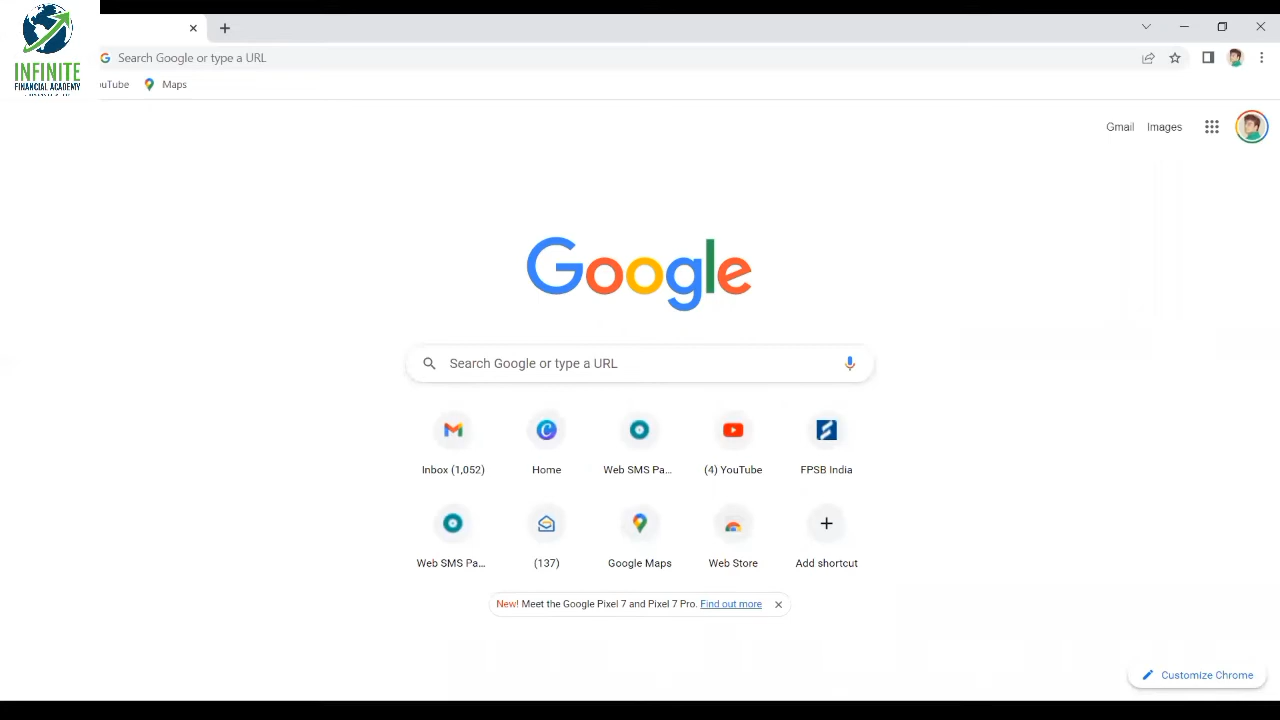 INFINITE
FINANCIAL ACADEMY
Search Google or type a URL
Maps
Gmail
Images
Google
Search Google or type a URL
Inbox (1,052)
Home
Web SMS Pa...
(4) YouTube
FPSB India
Web SMS Pa...
(137)
Google Maps
Web Store
Add shortcut
New! Meet the Google Pixel 7 and Pixel 7 Pro. Find out more
Customize Chrome